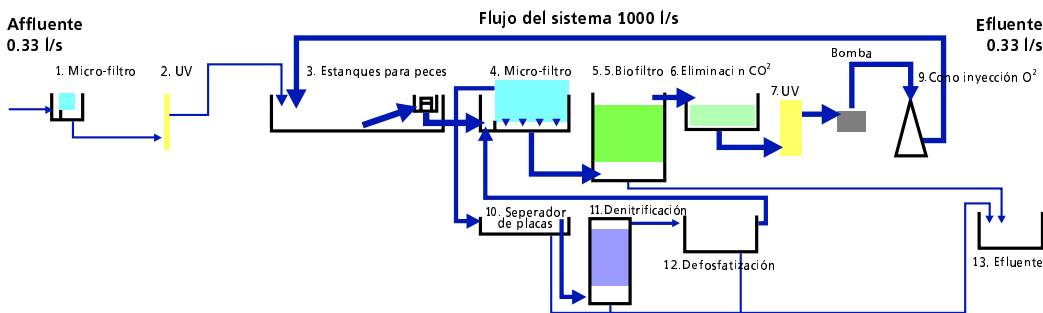 Affluente
0.33 l/s
Flujo del sistema 1000 l/s
Efluente
0.33 l/s
1. Micro-filtro
2. UV
3. Estanques para peces
4. Micro-filtro
5. 5.Biofiltro
6.Eliminaci n CO²
7.UV
Bomba
9.Cono inyección O²
10. Seperador
de placas
11.Denitrificación
12.Defosfatización
13. Efluente